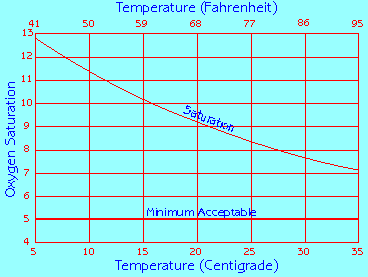 Temperature (Fahrenheit)
41 50 59 68 77 86 95
13
12
11
10
9
8
7
6
5
4
Oxygen Saturation
Saturation
Minimum Acceptable
5 10 15 20 25 30 35
Temperature (Centigrade)